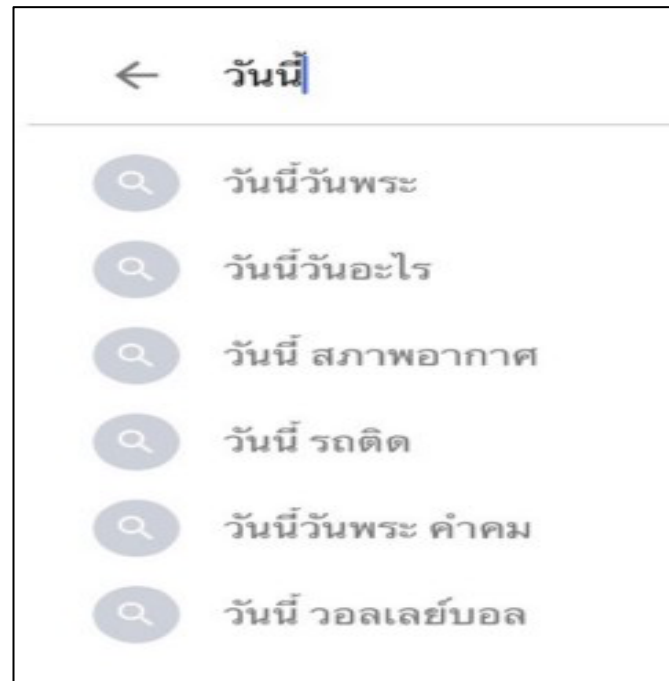 วันนี้
วันนี้วันพระ
วันนี้วันอะไร
วันนี้ สภาพอากาศ
วันนี้ รถติด
วันนี้วันพระ คำคม
วันนี้ วอลเลย์บอล